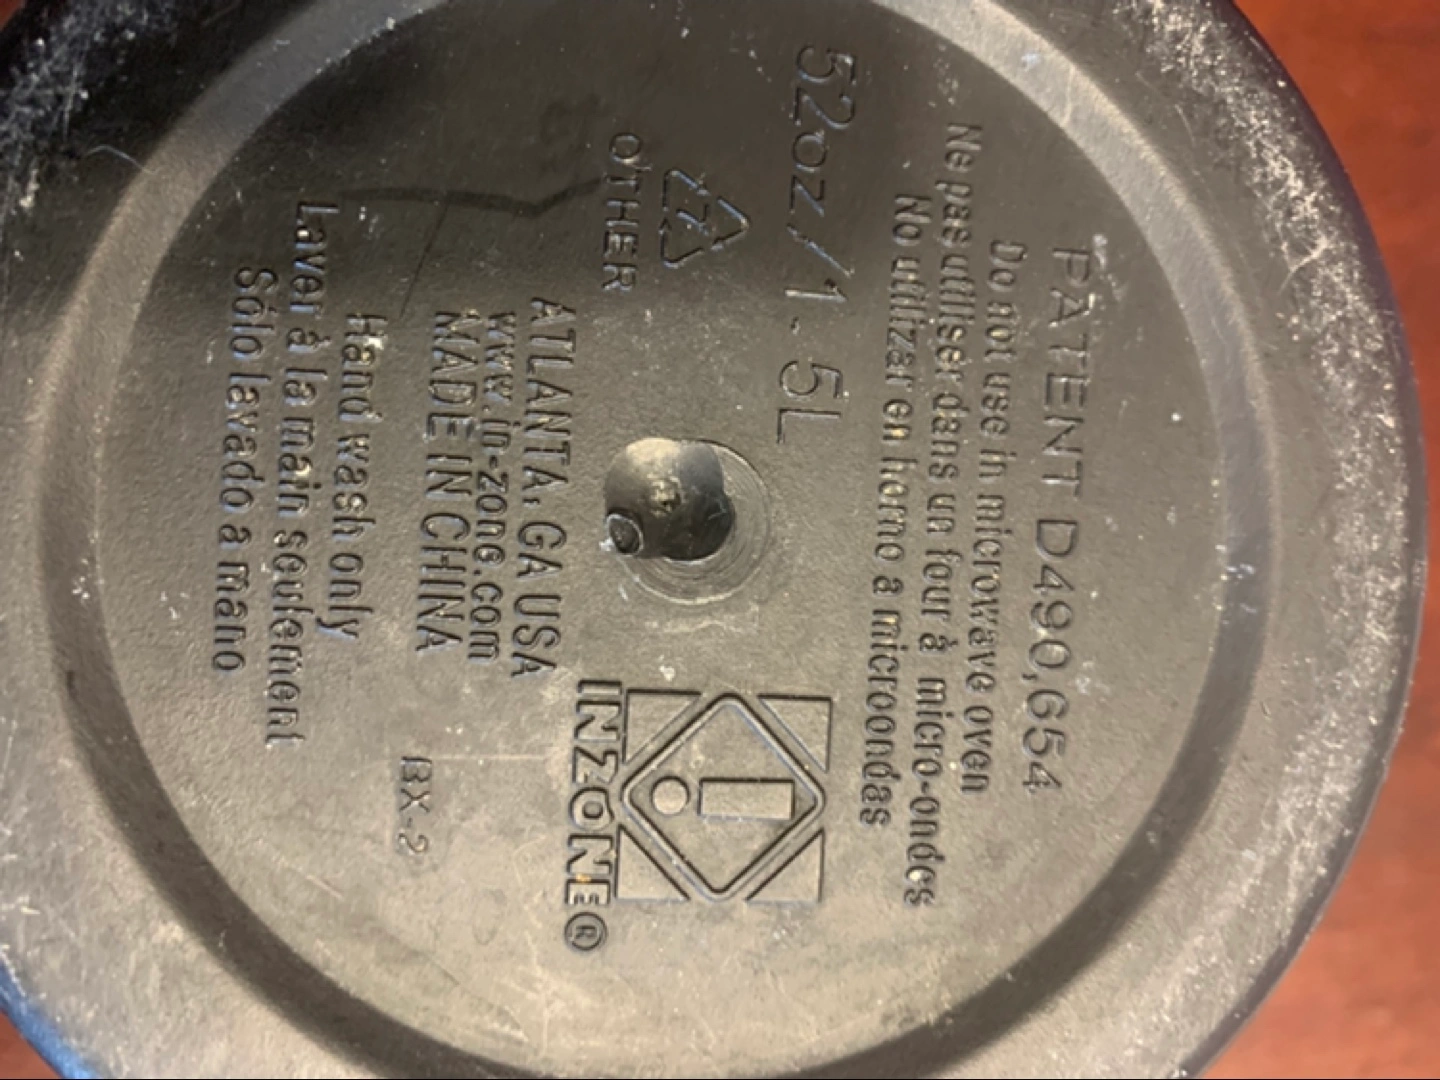 PATENT D490,654
Do not use in microwave oven
Ne pas utiliser dans un four à micro-ondes
No utilizar en horno a microondas
52oz/1.5L
7
OTHER
INZONE®
ATLANTA, GA USA
www.in-zone.com
MADE IN CHINA
BX-2
Hand wash only
Laver à la main seulement
Sólo lavado a mano